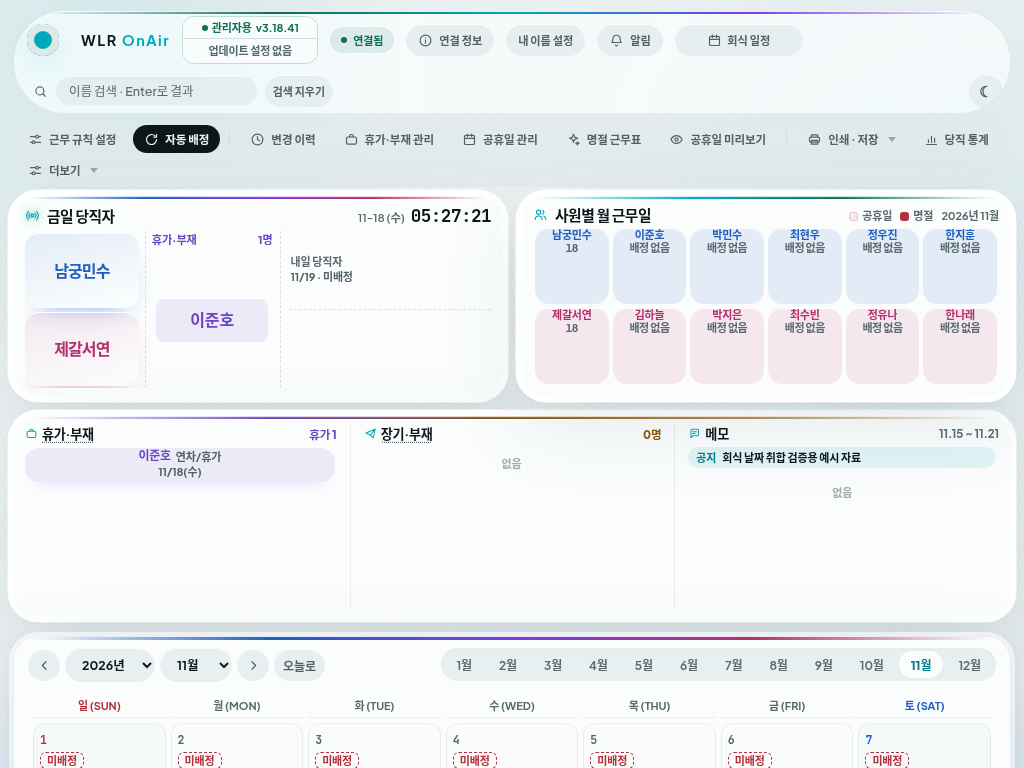 WLR OnAir
관리자용 v3.18.41
업데이트 설정 없음
연결됨
연결 정보
내 이름 설정
알림
회식 일정
이름 검색 · Enter로 결과
검색 지우기
근무 규칙 설정
자동 배정
변경 이력
휴가·부재 관리
공휴일 관리
명절 근무표
공휴일 미리보기
인쇄 · 저장
당직 통계
더보기
금일 당직자
11-18 (수) 05:27:21
남궁민수
제갈서연
휴가·부재 1명
이준호
내일 당직자
11/19 · 미배정
사원별 월 근무일
공휴일 명절 2026년 11월
남궁민수 이준호 박민수 최현우 정우진 한지훈
18 배정 없음 배정 없음 배정 없음 배정 없음 배정 없음
제갈서연 김하늘 박지은 최수빈 정유나 한나래
18 배정 없음 배정 없음 배정 없음 배정 없음 배정 없음
휴가·부재 휴가 1
이준호 연차/휴가
11/18(수)
장기·부재 0명
없음
메모 11.15 ~ 11.21
공지 회식 날짜 취합 검증용 예시 자료
없음
2026년 11월 오늘로
1월 2월 3월 4월 5월 6월 7월 8월 9월 10월 11월 12월
일 (SUN) 월 (MON) 화 (TUE) 수 (WED) 목 (THU) 금 (FRI) 토 (SAT)
1 2 3 4 5 6 7
미배정 미배정 미배정 미배정 미배정 미배정 미배정